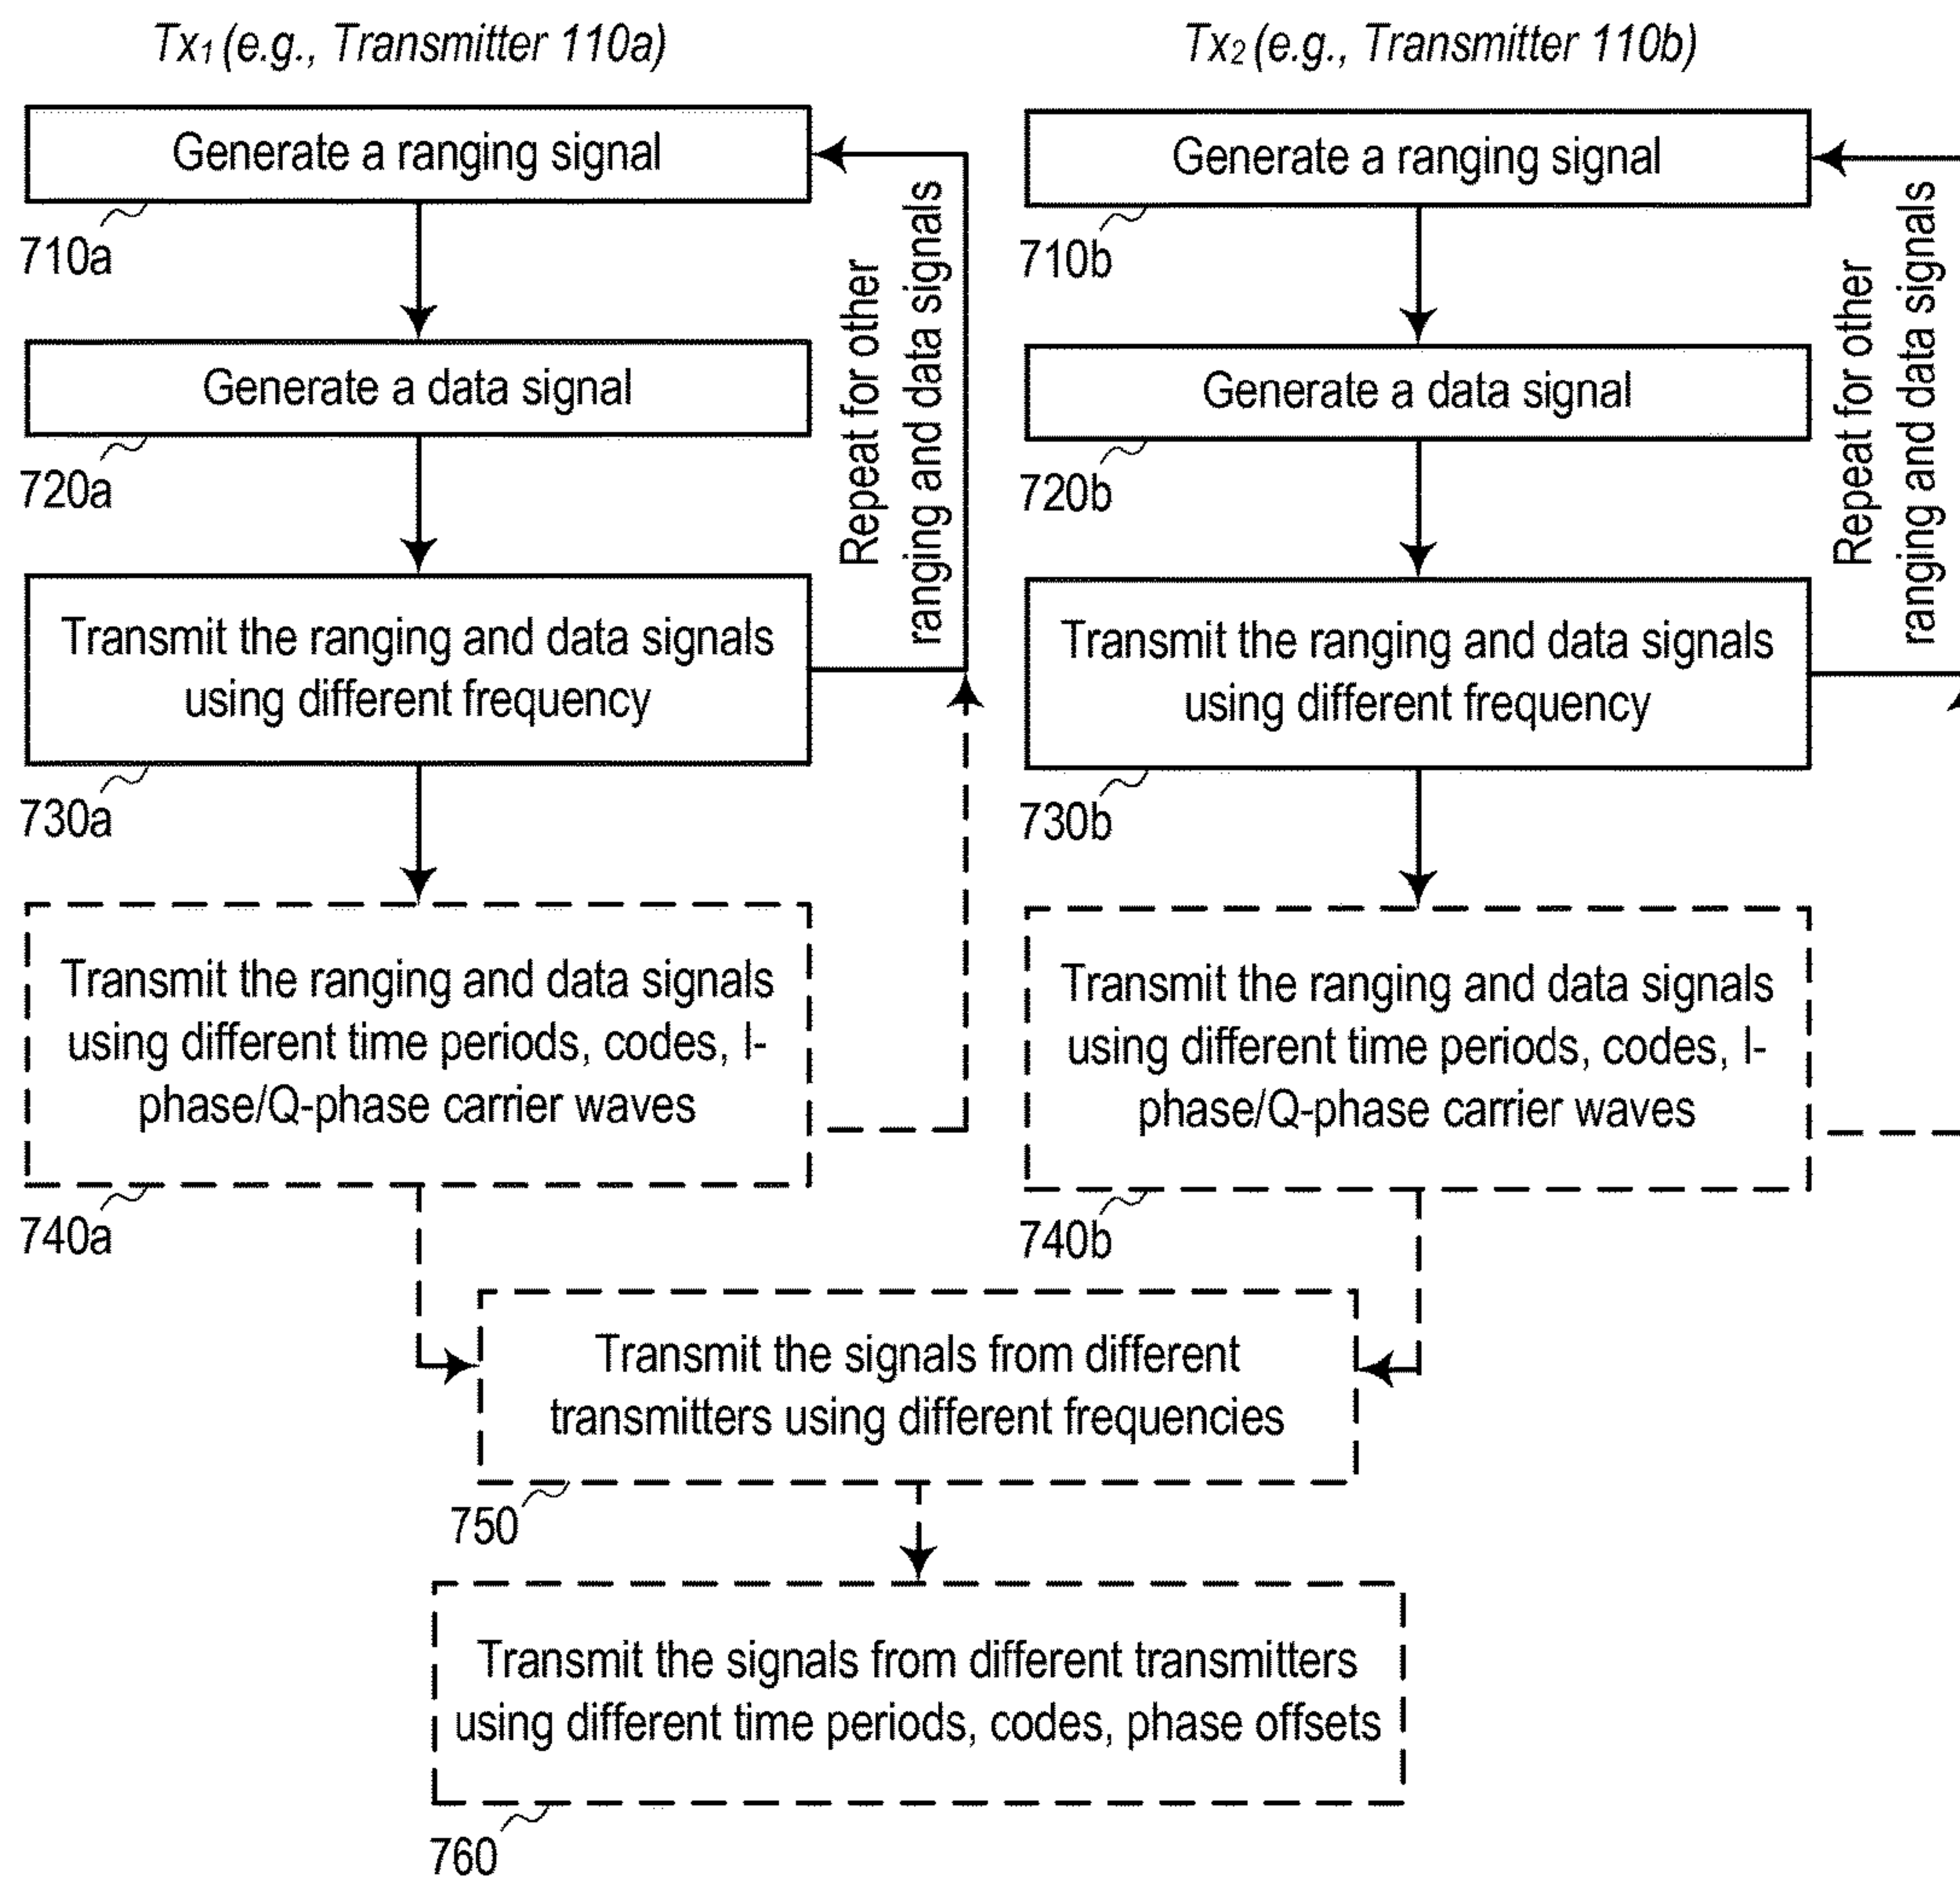 Tx1 (e.g., Transmitter 110a)
Generate a ranging signal
710a
Generate a data signal
720a
Transmit the ranging and data signals
using different frequency
730a
Repeat for other
ranging and data signals
Transmit the ranging and data signals
using different time periods, codes, I-
phase/Q-phase carrier waves
740a
Tx2 (e.g., Transmitter 110b)
Generate a ranging signal
710b
Generate a data signal
720b
Transmit the ranging and data signals
using different frequency
730b
Repeat for other
ranging and data signals
Transmit the ranging and data signals
using different time periods, codes, I-
phase/Q-phase carrier waves
740b
Transmit the signals from different
transmitters using different frequencies
750
Transmit the signals from different transmitters
using different time periods, codes, phase offsets
760